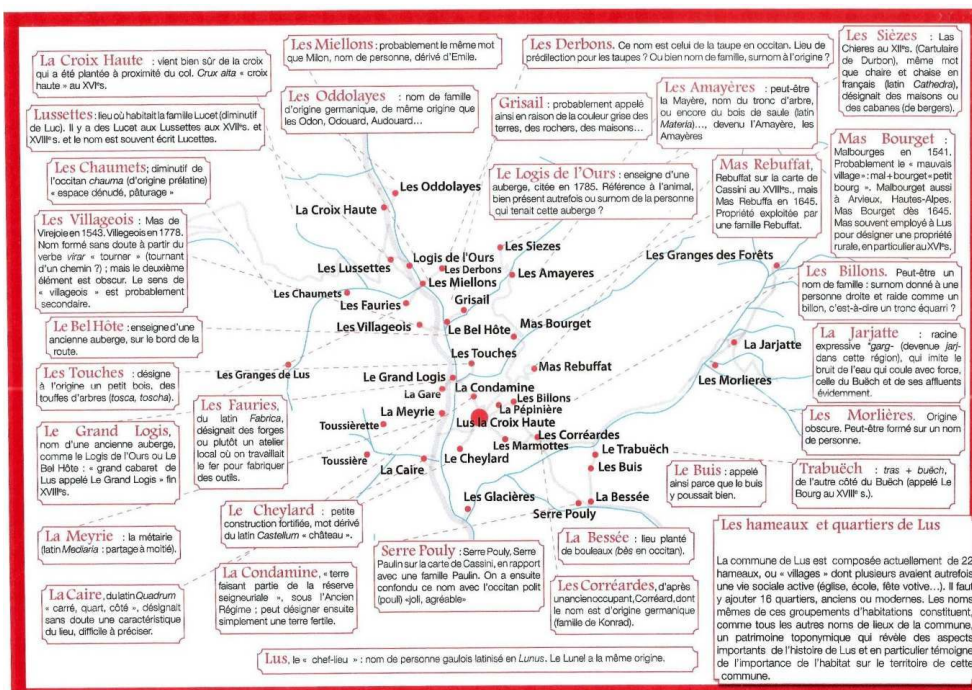 La Croix Haute : vient bien sûr de la croix
qui a été plantée à proximité du col. Crux alta « croix
haute » au XVIᵉs.
Lussettes : lieu où habitait la famille Lucet (diminutif
de Luc). Il y a des Lucet aux Lussettes aux XVIIᵉs. et
XVIIIᵉ s. et le nom est souvent écrit Lucettes.
Les Chaumets; diminutif de
l'occitan chauma (d'origine prélatine)
« espace dénudé, pâturage »
Les Villageois : Mas de
Virejoie en 1543. Villegeois en 1778.
Nom formé sans doute à partir du
verbe virar « tourner » (tournant
d'un chemin ?) ; mais le deuxième
élément est obscur. Le sens de
« villageois » est probablement
secondaire.
Le Bel Hôte : enseigne d'une
ancienne auberge, sur le bord de la
route.
Les Touches : désigne
à l'origine un petit bois, des
touffes d'arbres (tosca, toscha).
Le Grand Logis,
nom d'une ancienne auberge,
comme le Logis de l'Ours ou Le
Bel Hôte : « grand cabaret de
Lus appelé Le Grand Logis » fin
XVIIIᵉs.
La Meyrie : la métairie
(latin Mediaria : partage à moitié).
La Caire, du latin Quadrum
« carré, quart, côté », désignait
sans doute une caractéristique
du lieu, difficile à préciser.
Les Miellons : probablement le même mot
que Milon, nom de personne, dérivé d'Emile.
Les Oddolayes : nom de famille
d'origine germanique, de même origine que
les Odon, Odouard, Audouard...
Les Derbons. Ce nom est celui de la taupe en occitan. Lieu de
prédilection pour les taupes ? Ou bien nom de famille, surnom à l'origine ?
Grisail : probablement appelé
ainsi en raison de la couleur grise des
terres, des rochers, des maisons...
Le Logis de l'Ours : enseigne d'une
auberge, citée en 1785. Référence à l'animal,
bien présent autrefois ou surnom de la personne
qui tenait cette auberge ?
Les Amayères : peut-être
la Mayère, nom du tronc d'arbre,
ou encore du bois de saule (latin
Materia)..., devenu l'Amayère, les
Amayères
Mas Rebuffat,
Rebuffat sur la carte de
Cassini au XVIIIᵉs., mais
Mas Rebuffa en 1645.
Propriété exploitée par
une famille Rebuffat.
Les Sièzes : Las
Chieres au XIIᵉs. (Cartulaire
de Durbon), même mot
que chaire et chaise en
français (latin Cathedra),
désignait des maisons ou
des cabanes (de bergers).
Mas Bourget :
Malbourges en 1541.
Probablement le « mauvais
village » : mal + bourget « petit
bourg ». Malbourget aussi
à Arvieux, Hautes-Alpes.
Mas Bourget dès 1645.
Mas souvent employé à Lus
pour désigner une propriété
rurale, en particulier au XVIᵉs.
Les Billons. Peut-être un
nom de famille : surnom donné à une
personne droite et raide comme un
billon, c'est-à-dire un tronc équarri ?
La Jarjatte : racine
expressive *garg- (devenue jarj-
dans cette région), qui imite le
bruit de l'eau qui coule avec force,
celle du Buëch et de ses affluents
évidemment.
Les Morlières. Origine
obscure. Peut-être formé sur un
nom de personne.
Trabuëch : tras + buëch,
de l'autre côté du Buëch (appelé Le
Bourg au XVIIIᵉ s.).
Le Buis : appelé
ainsi parce que le buis
y poussait bien.
Les Oddolayes
La Croix Haute
Les Siezes
Logis de l'Ours
Les Lussettes
Les Derbons
Les Amayeres
Les Granges des Forêts
Les Miellons
Les Chaumets
Les Fauries
Grisail
Les Villageois
Le Bel Hôte
Mas Bourget
La Jarjatte
Les Touches
Les Granges de Lus
Le Grand Logis
Mas Rebuffat
Les Morlieres
La Gare
La Condamine
Les Billons
La Meyrie
La Pépinière
Toussièrette
Lus la Croix Haute
Les Corréardes
Les Marmottes
Le Trabuëch
Toussière
Le Cheylard
La Caire
Les Buis
Les Glacières
La Bessée
Serre Pouly
Les Fauries,
du latin Fabrica,
désignait des forges
ou plutôt un atelier
local où on travaillait
le fer pour fabriquer
des outils.
Le Cheylard : petite
construction fortifiée, mot dérivé
du latin Castellum « château ».
La Condamine, « terre
faisant partie de la réserve
seigneuriale », sous l'Ancien
Régime ; peut désigner ensuite
simplement une terre fertile.
Serre Pouly : Serre Pouly, Serre
Paulin sur la carte de Cassini, en rapport
avec une famille Paulin. On a ensuite
confondu ce nom avec l'occitan polit
(pouli) «joli, agréable»
La Bessée : lieu planté
de bouleaux (bès en occitan).
Les Corréardes, d'après
un ancien occupant, Corréard, dont
le nom est d'origine germanique
(famille de Konrad).
Lus, le « chef-lieu » : nom de personne gaulois latinisé en Lunus. Le Lunel a la même origine.
Les hameaux et quartiers de Lus
La commune de Lus est composée actuellement de 22
hameaux, ou « villages » dont plusieurs avaient autrefois
une vie sociale active (église, école, fête votive...). Il faut
y ajouter 16 quartiers, anciens ou modernes. Les noms
mêmes de ces groupements d'habitations constituent,
comme tous les autres noms de lieux de la commune,
un patrimoine toponymique qui révèle des aspects
importants de l'histoire de Lus et en particulier témoigne
de l'importance de l'habitat sur le territoire de cette
commune.